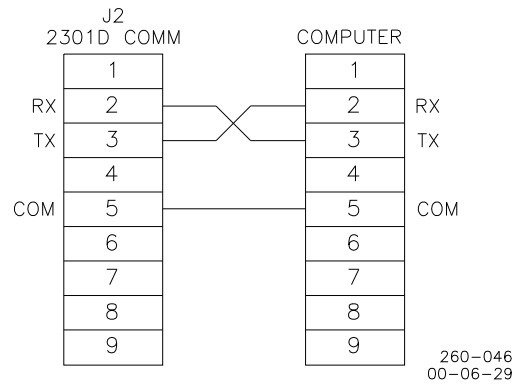 J2
2301D COMM COMPUTER
1 1
RX 2 2 RX
TX 3 3 TX
4 4
COM 5 5 COM
6 6
7 7
8 8
9 9
260-046
00-06-29